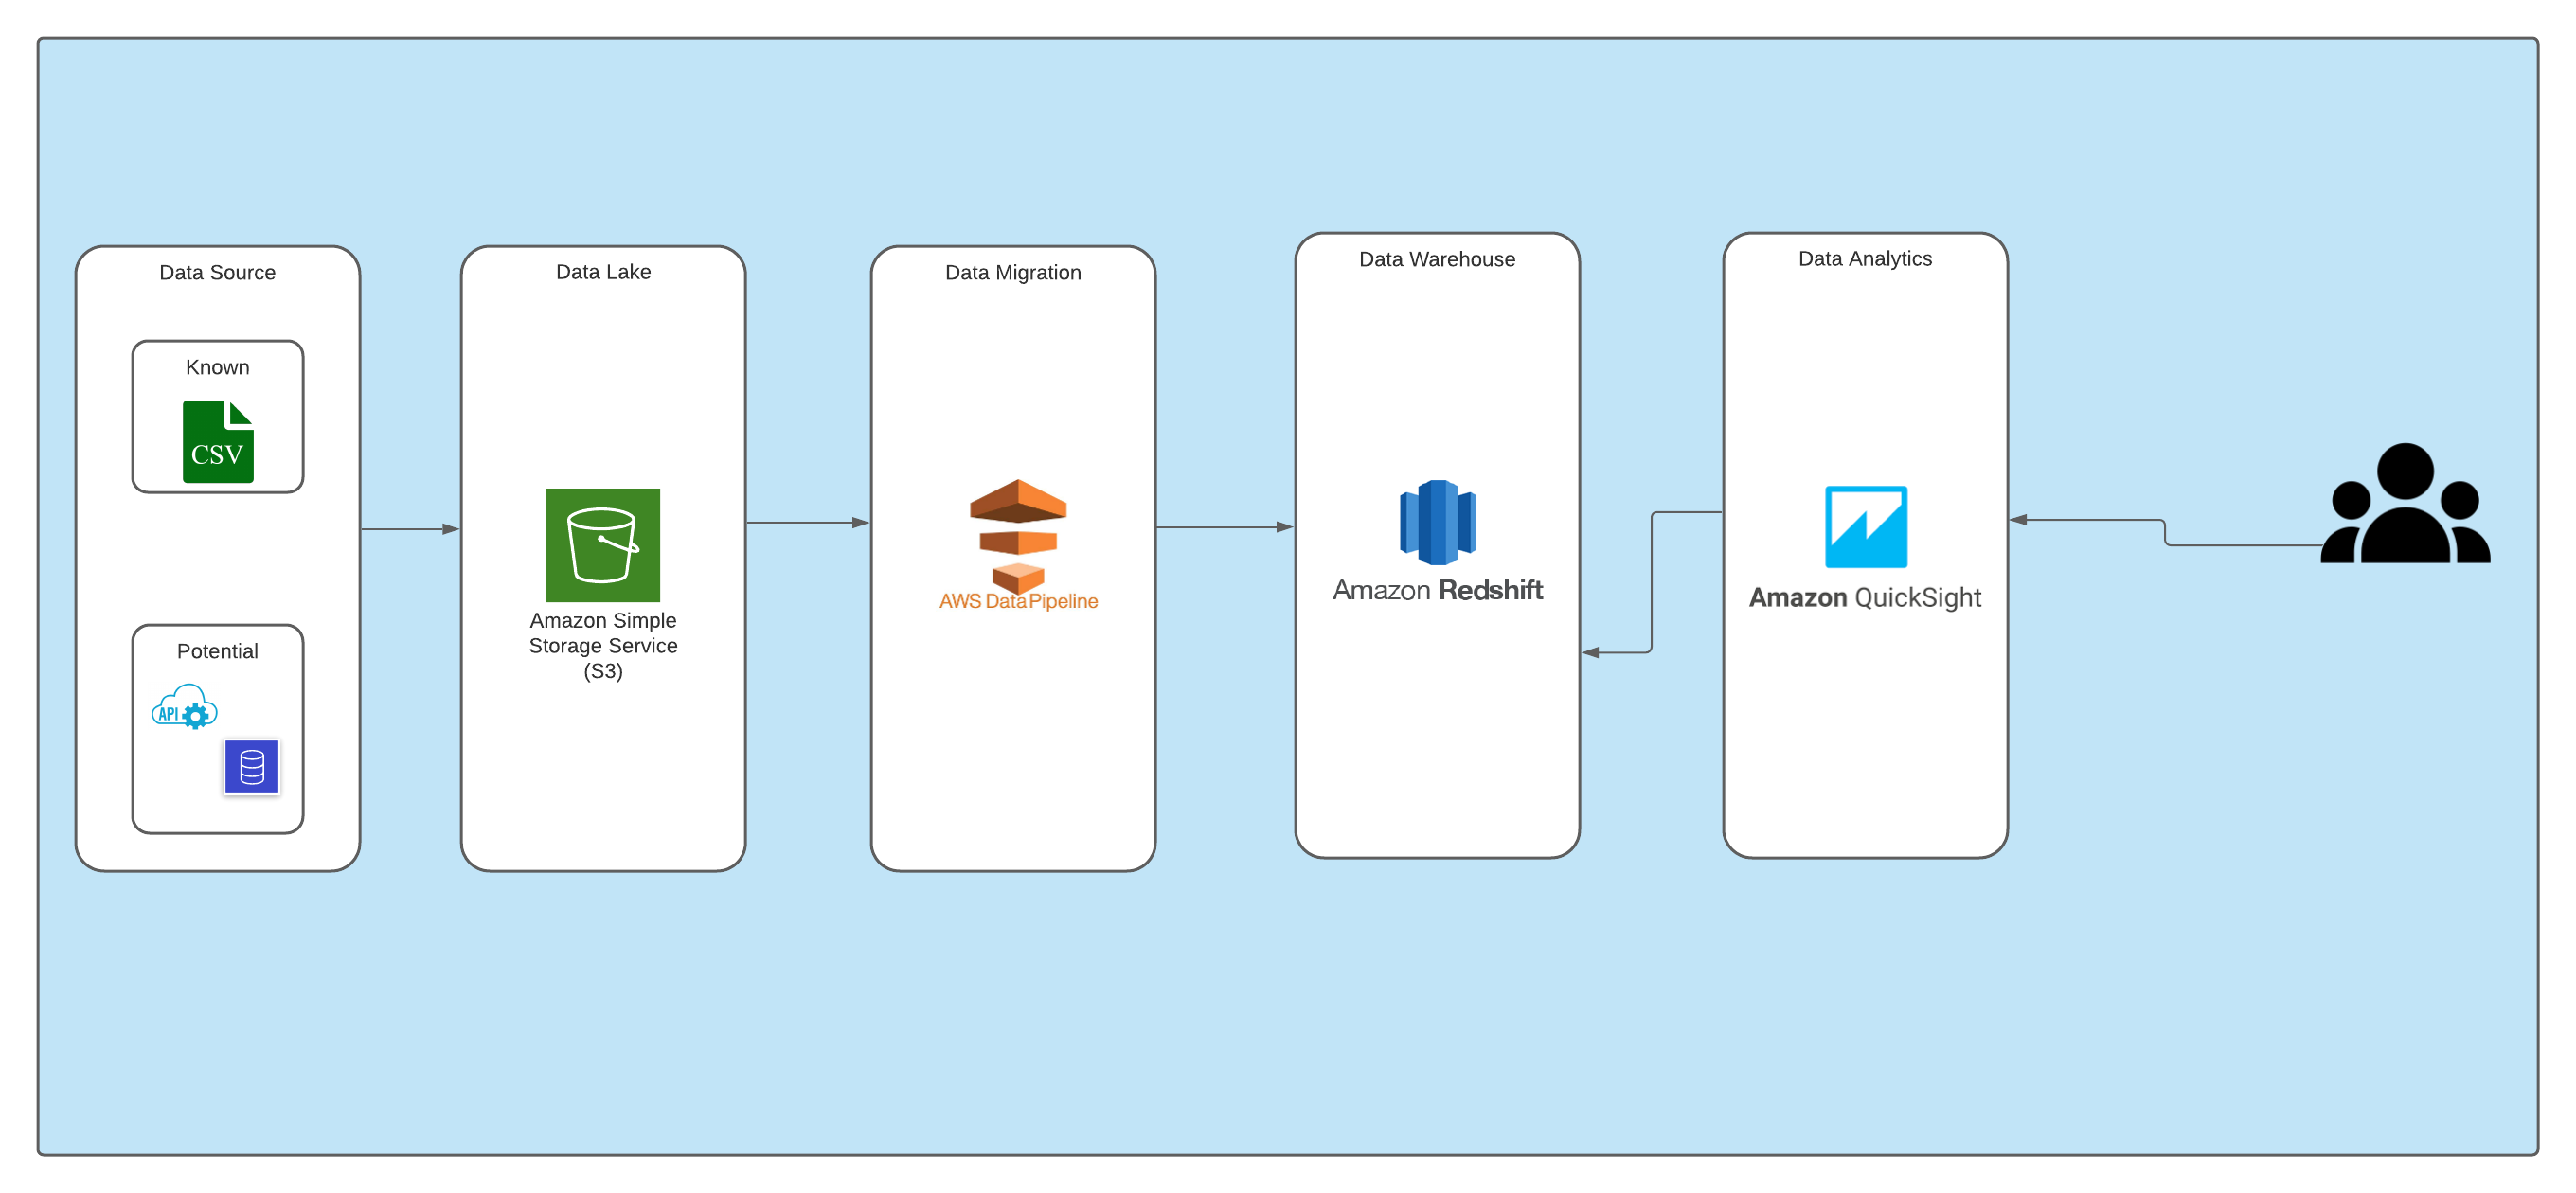 Data Source
Known
CSV
Potential
API
Data Lake
Amazon Simple
Storage Service
(S3)
Data Migration
AWS Data Pipeline
Data Warehouse
Amazon Redshift
Data Analytics
Amazon QuickSight